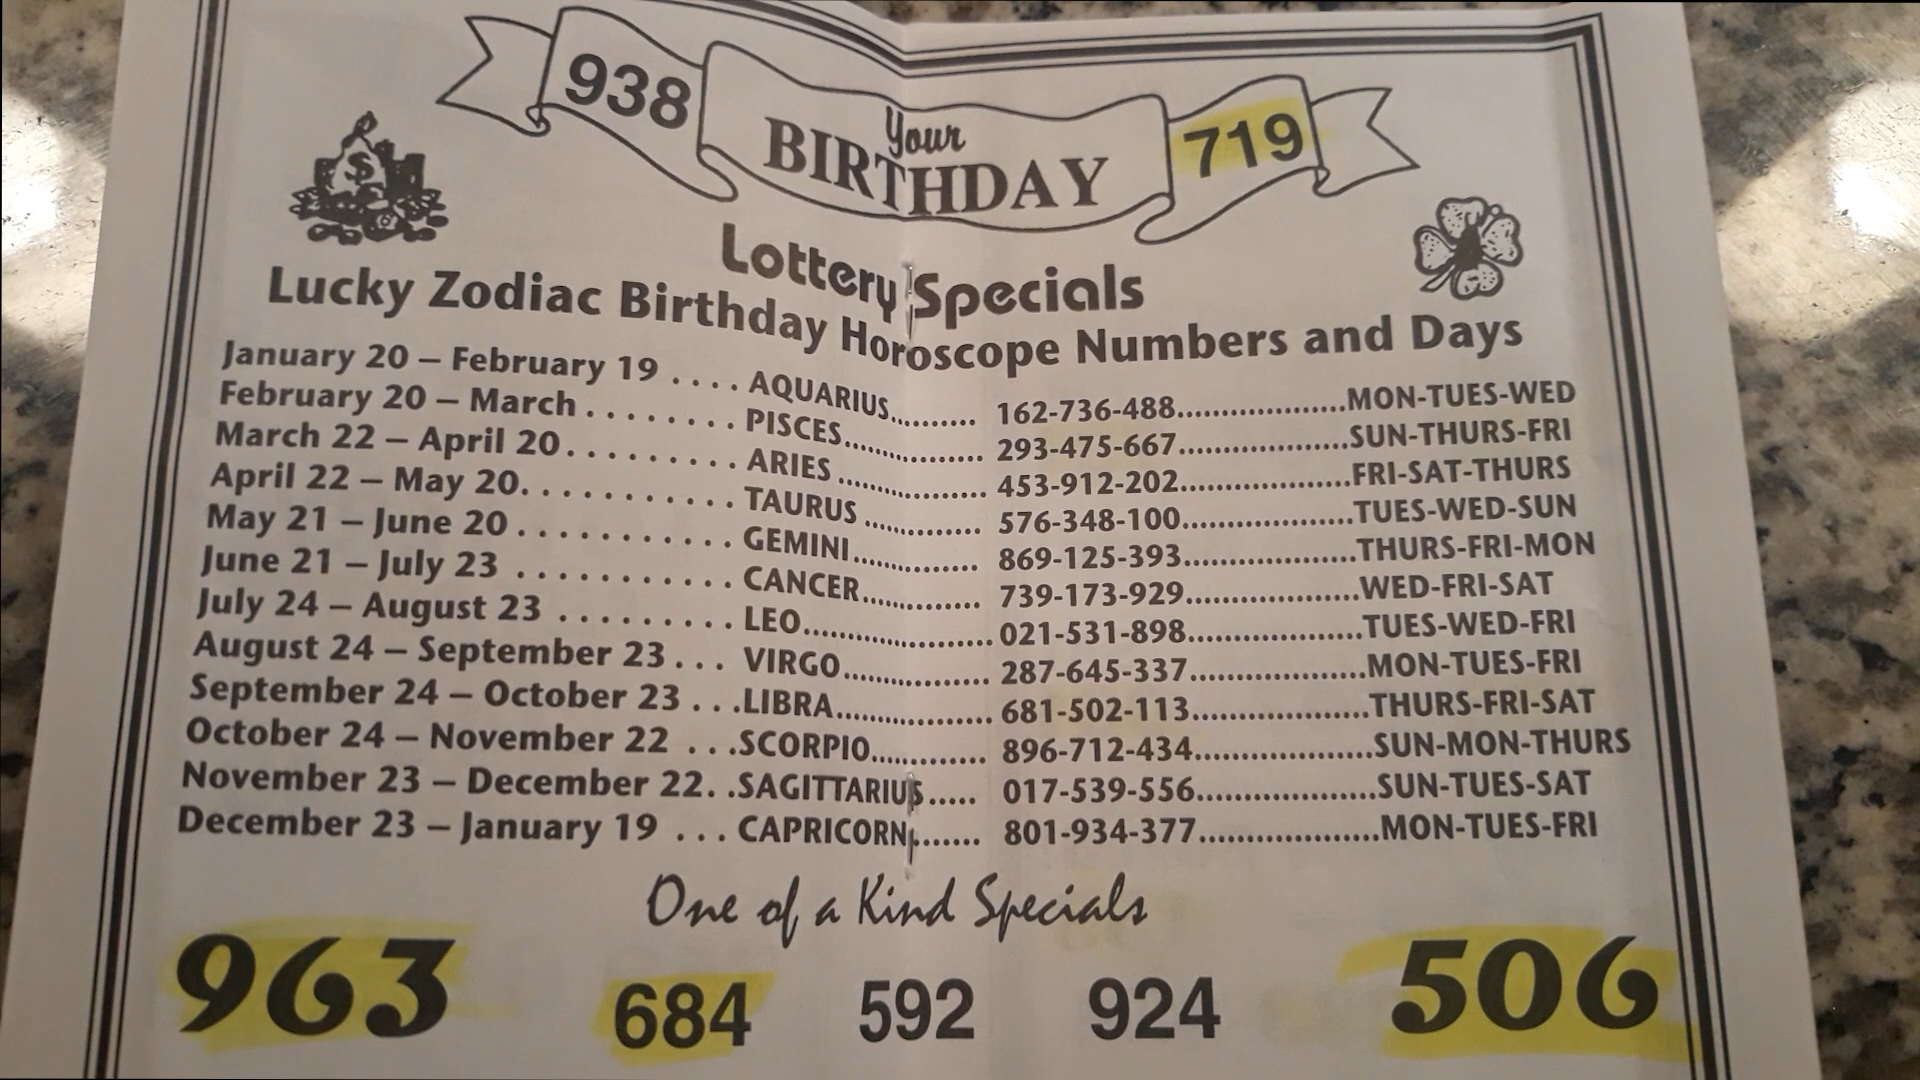 938 Your 719
BIRTHDAY
$
Lottery Specials
Lucky Zodiac Birthday Horoscope Numbers and Days
January 20 – February 19 .... AQUARIUS.......... 162-736-488...................MON-TUES-WED
February 20 – March ........ PISCES................ 293-475-667...................SUN-THURS-FRI
March 22 – April 20......... ARIES ................. 453-912-202...................FRI-SAT-THURS
April 22 – May 20........... TAURUS .............. 576-348-100...................TUES-WED-SUN
May 21 – June 20 ........... GEMINI............... 869-125-393...................THURS-FRI-MON
June 21 – July 23 ........... CANCER.............. 739-173-929...................WED-FRI-SAT
July 24 – August 23 ......... LEO......................021-531-898...................TUES-WED-FRI
August 24 – September 23... VIRGO................. 287-645-337...................MON-TUES-FRI
September 24 – October 23 ...LIBRA.................. 681-502-113...................THURS-FRI-SAT
October 24 – November 22 ...SCORPIO............. 896-712-434...................SUN-MON-THURS
November 23 – December 22. .SAGITTARIUS..... 017-539-556...................SUN-TUES-SAT
December 23 – January 19 ... CAPRICORN........ 801-934-377...................MON-TUES-FRI
One of a Kind Specials
963 684 592 924 506